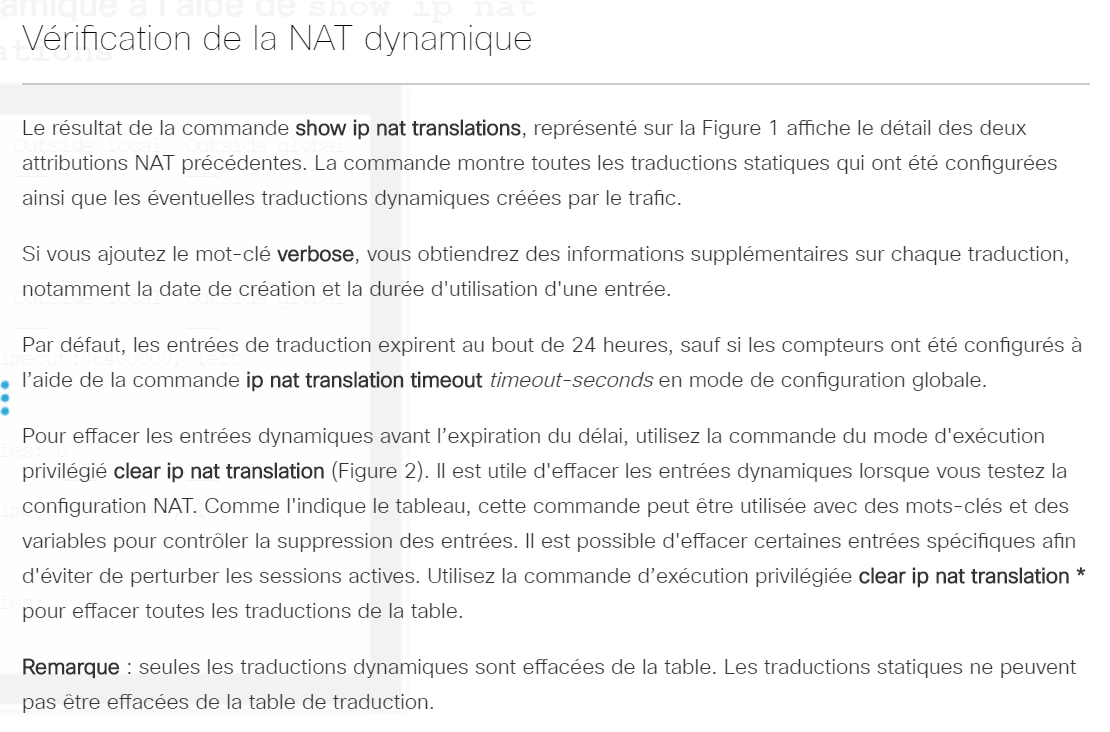 amique à l'aide de show ip nat
ations
Vérification de la NAT dynamique
Le résultat de la commande show ip nat translations, représenté sur la Figure 1 affiche le détail des deux
Outside local Outside global
attributions NAT précédentes. La commande montre toutes les traductions statiques qui ont été configurées
ainsi que les éventuelles traductions dynamiques créées par le trafic.
Si vous ajoutez le mot-clé verbose, vous obtiendrez des informations supplémentaires sur chaque traduction,
notamment la date de création et la durée d'utilisation d'une entrée.
Par défaut, les entrées de traduction expirent au bout de 24 heures, sauf si les compteurs ont été configurés à
l’aide de la commande ip nat translation timeout timeout-seconds en mode de configuration globale.
Pour effacer les entrées dynamiques avant l’expiration du délai, utilisez la commande du mode d'exécution
privilégié clear ip nat translation (Figure 2). Il est utile d'effacer les entrées dynamiques lorsque vous testez la
configuration NAT. Comme l'indique le tableau, cette commande peut être utilisée avec des mots-clés et des
variables pour contrôler la suppression des entrées. Il est possible d'effacer certaines entrées spécifiques afin
d'éviter de perturber les sessions actives. Utilisez la commande d’exécution privilégiée clear ip nat translation *
pour effacer toutes les traductions de la table.
Remarque : seules les traductions dynamiques sont effacées de la table. Les traductions statiques ne peuvent
pas être effacées de la table de traduction.